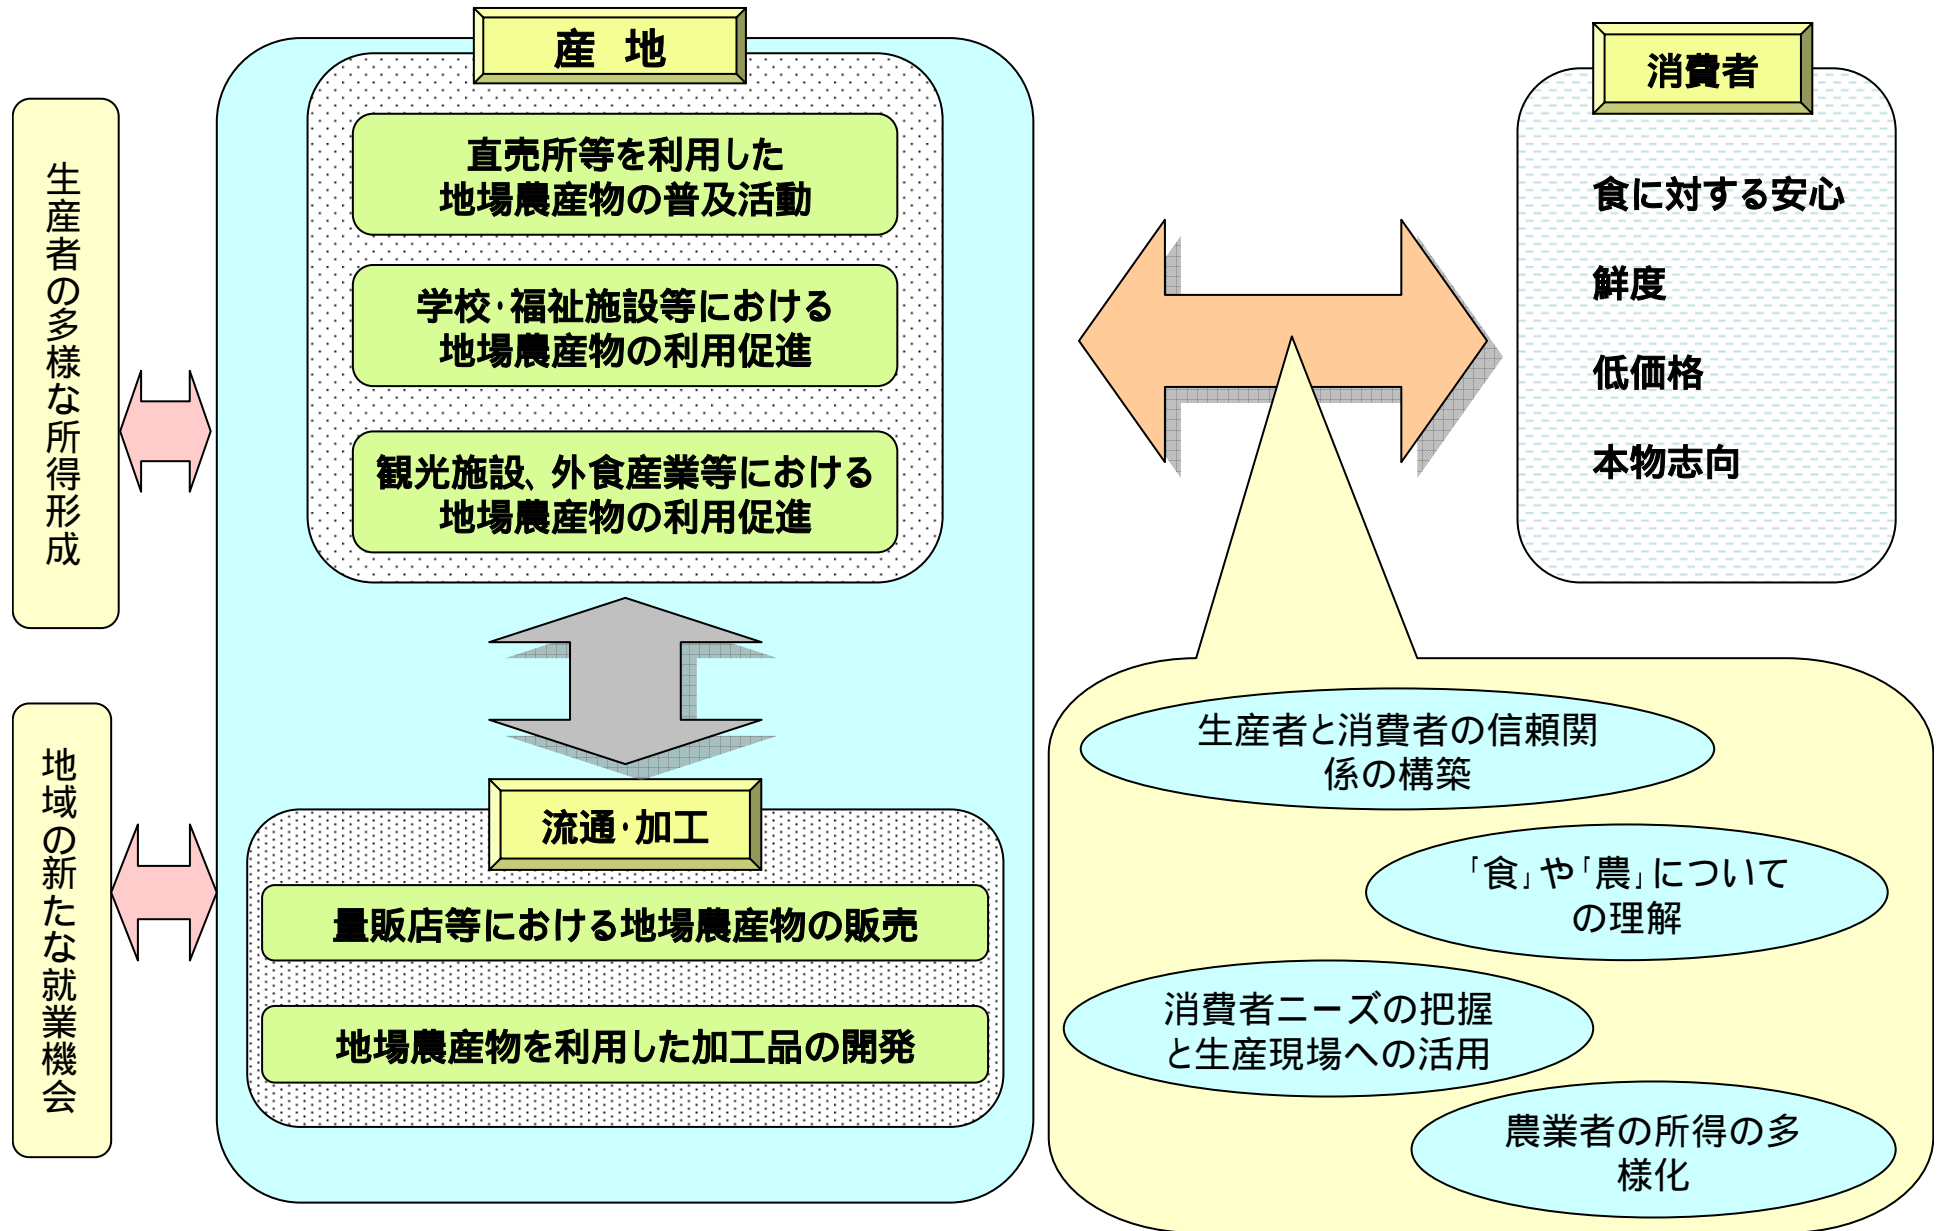 産 地
消費者
生産者の多様な所得形成
直売所等を利用した
地場農産物の普及活動
学校・福祉施設等における
地場農産物の利用促進
観光施設、外食産業等における
地場農産物の利用促進
食に対する安心
鮮度
低価格
本物志向
地域の新たな就業機会
流通・加工
量販店等における地場農産物の販売
地場農産物を利用した加工品の開発
生産者と消費者の信頼関
係の構築
「食」や「農」について
の理解
消費者ニーズの把握
と生産現場への活用
農業者の所得の多
様化